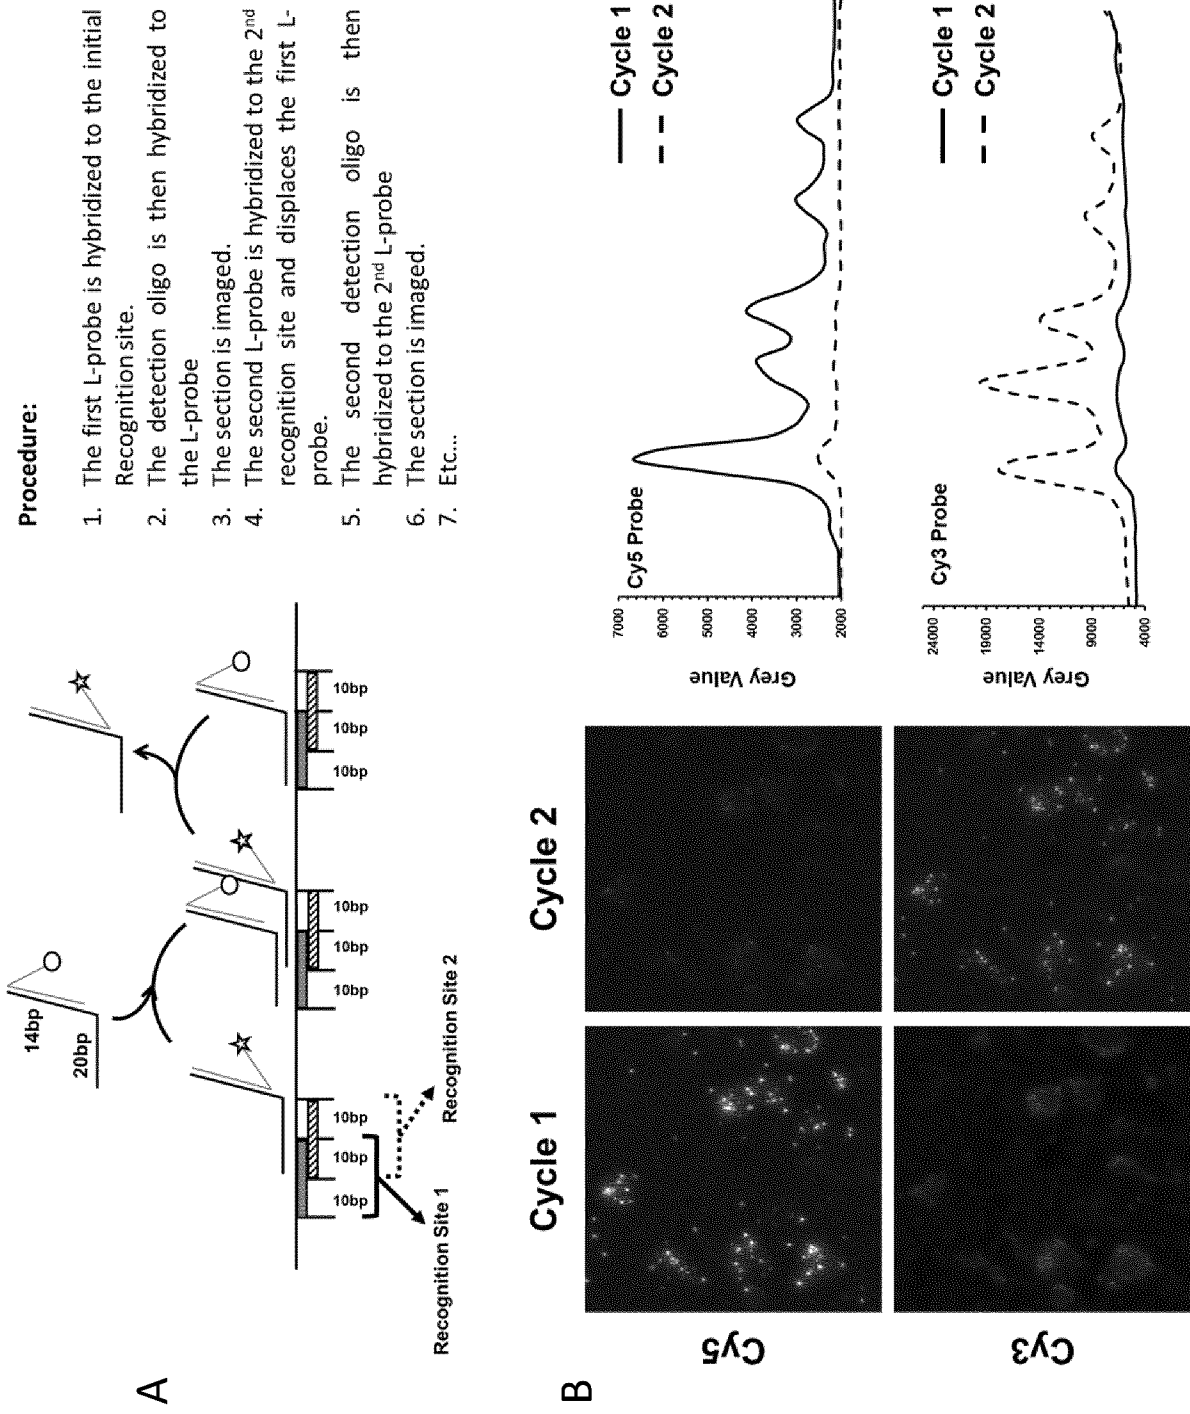 A
14bp
20bp
10bp
10bp
10bp
10bp
10bp
10bp
10bp
10bp
10bp
Recognition Site 1
Recognition Site 2
Procedure:
1. The first L-probe is hybridized to the initial
Recognition site.
2. The detection oligo is then hybridized to
the L-probe
3. The section is imaged.
4. The second L-probe is hybridized to the 2nd
recognition site and displaces the first L-
probe.
5. The second detection oligo is then
hybridized to the 2nd L-probe
6. The section is imaged.
7. Etc...
B
Cycle 1
Cycle 2
Cy5
Cy3
Grey Value
7000
6000
5000
4000
3000
2000
Cy5 Probe
Cycle 1
Cycle 2
Grey Value
24000
19000
14000
9000
4000
Cy3 Probe
Cycle 1
Cycle 2